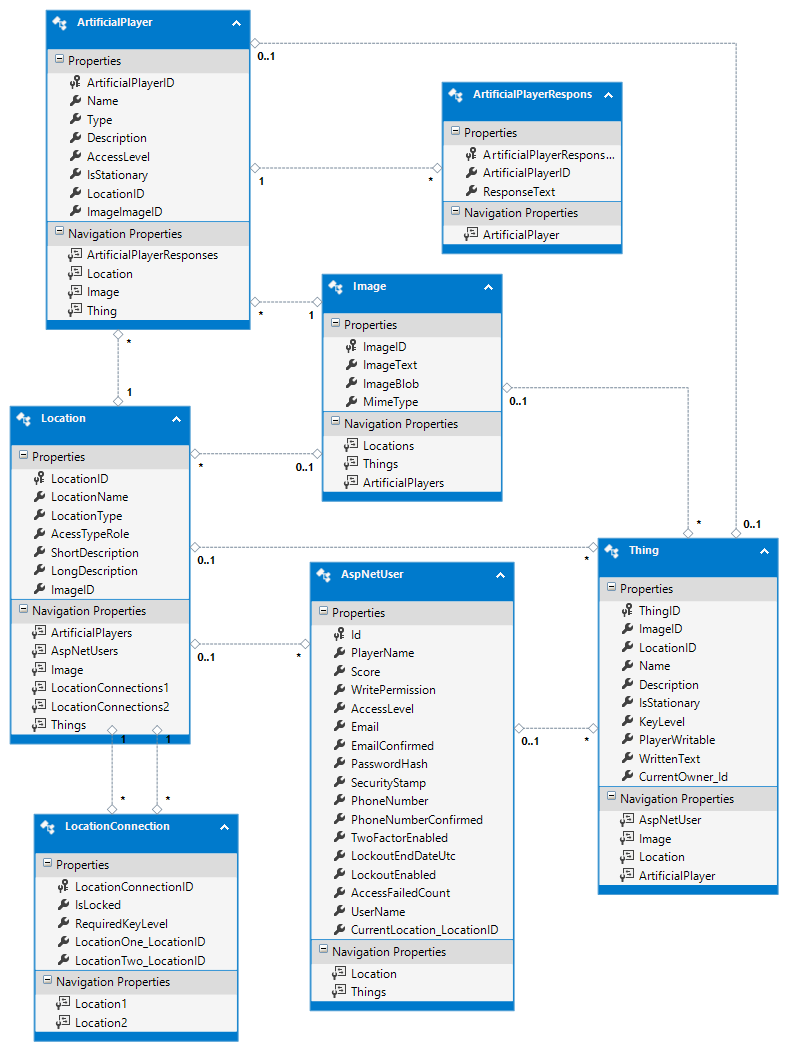 ArtificialPlayer
Properties
ArtificialPlayerID
Name
Type
Description
AccessLevel
IsStationary
LocationID
ImageImageID
Navigation Properties
ArtificialPlayerResponses
Location
Image
Thing
0..1
1
*
*
1
*
1
ArtificialPlayerRespons
Properties
ArtificialPlayerRespons...
ArtificialPlayerID
ResponseText
Navigation Properties
ArtificialPlayer
Image
Properties
ImageID
ImageText
ImageBlob
MimeType
Navigation Properties
Locations
Things
ArtificialPlayers
0..1
*
0..1
Location
Properties
LocationID
LocationName
LocationType
AcessTypeRole
ShortDescription
LongDescription
ImageID
Navigation Properties
ArtificialPlayers
AspNetUsers
Image
LocationConnections1
LocationConnections2
Things
*
0..1
0..1
*
0..1
*
1
1
*
*
AspNetUser
Properties
Id
PlayerName
Score
WritePermission
AccessLevel
Email
EmailConfirmed
PasswordHash
SecurityStamp
PhoneNumber
PhoneNumberConfirmed
TwoFactorEnabled
LockoutEndDateUtc
LockoutEnabled
AccessFailedCount
UserName
CurrentLocation_LocationID
Navigation Properties
Location
Things
0..1
*
Thing
Properties
ThingID
ImageID
LocationID
Name
Description
IsStationary
KeyLevel
PlayerWritable
WrittenText
CurrentOwner_Id
Navigation Properties
AspNetUser
Image
Location
ArtificialPlayer
LocationConnection
Properties
LocationConnectionID
IsLocked
RequiredKeyLevel
LocationOne_LocationID
LocationTwo_LocationID
Navigation Properties
Location1
Location2